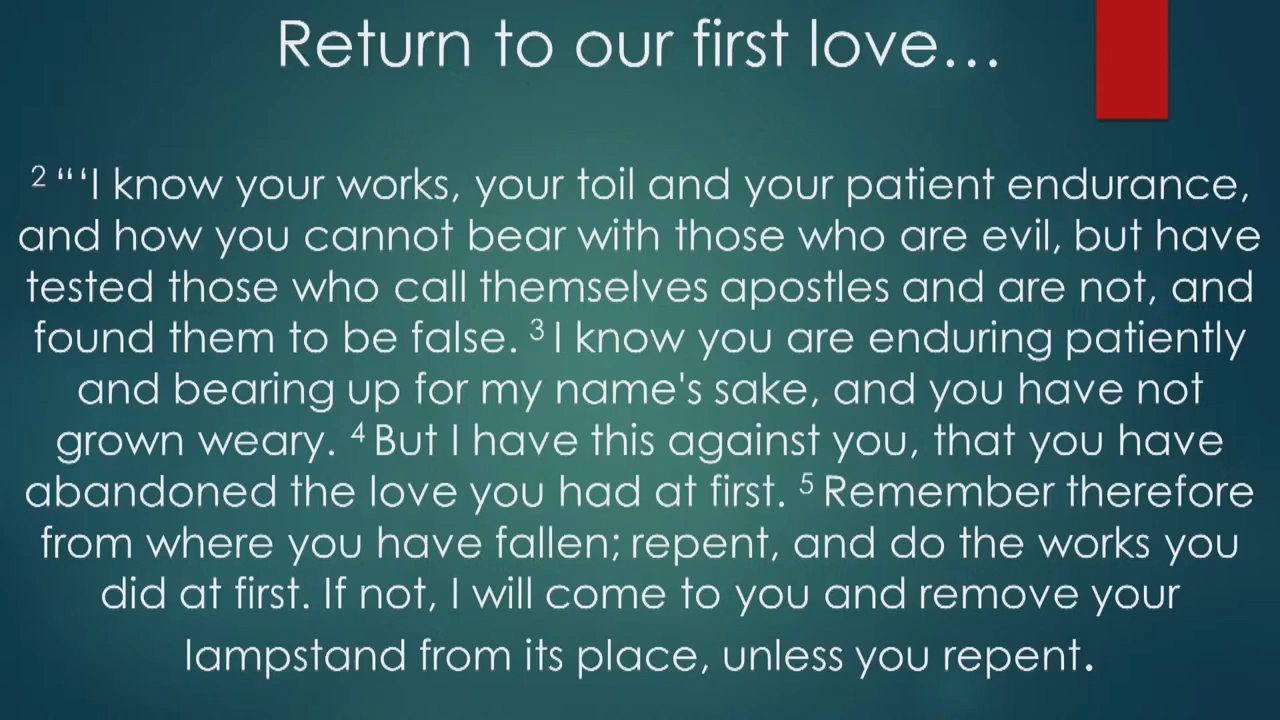 Return to our first love…
2 “‘I know your works, your toil and your patient endurance,
and how you cannot bear with those who are evil, but have
tested those who call themselves apostles and are not, and
found them to be false. 3 I know you are enduring patiently
and bearing up for my name's sake, and you have not
grown weary. 4 But I have this against you, that you have
abandoned the love you had at first. 5 Remember therefore
from where you have fallen; repent, and do the works you
did at first. If not, I will come to you and remove your
lampstand from its place, unless you repent.